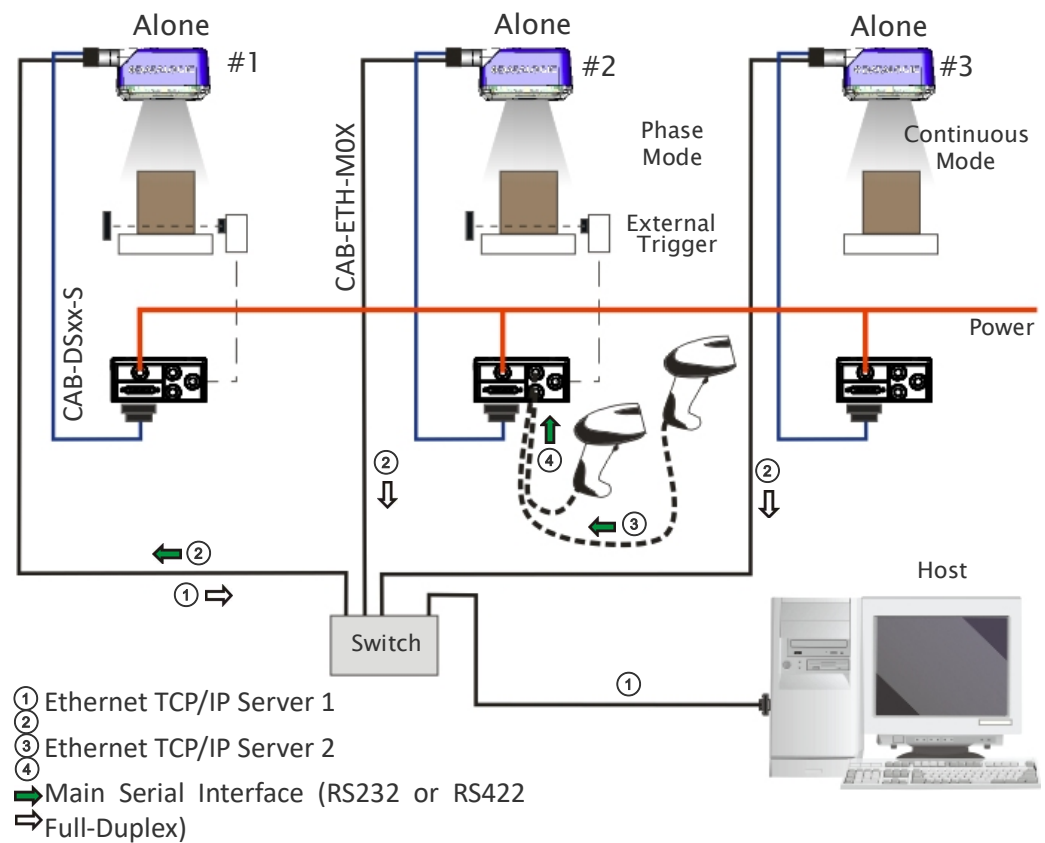 Alone
#1
Alone
#2
Alone
#3
Phase
Mode
Continuous
Mode
External
Trigger
CAB-DSxx-S
CAB-ETH-M0X
Power
②
②
④
③
②
①
Host
Switch
①
① Ethernet TCP/IP Server 1
②
③ Ethernet TCP/IP Server 2
④
Main Serial Interface (RS232 or RS422
Full-Duplex)